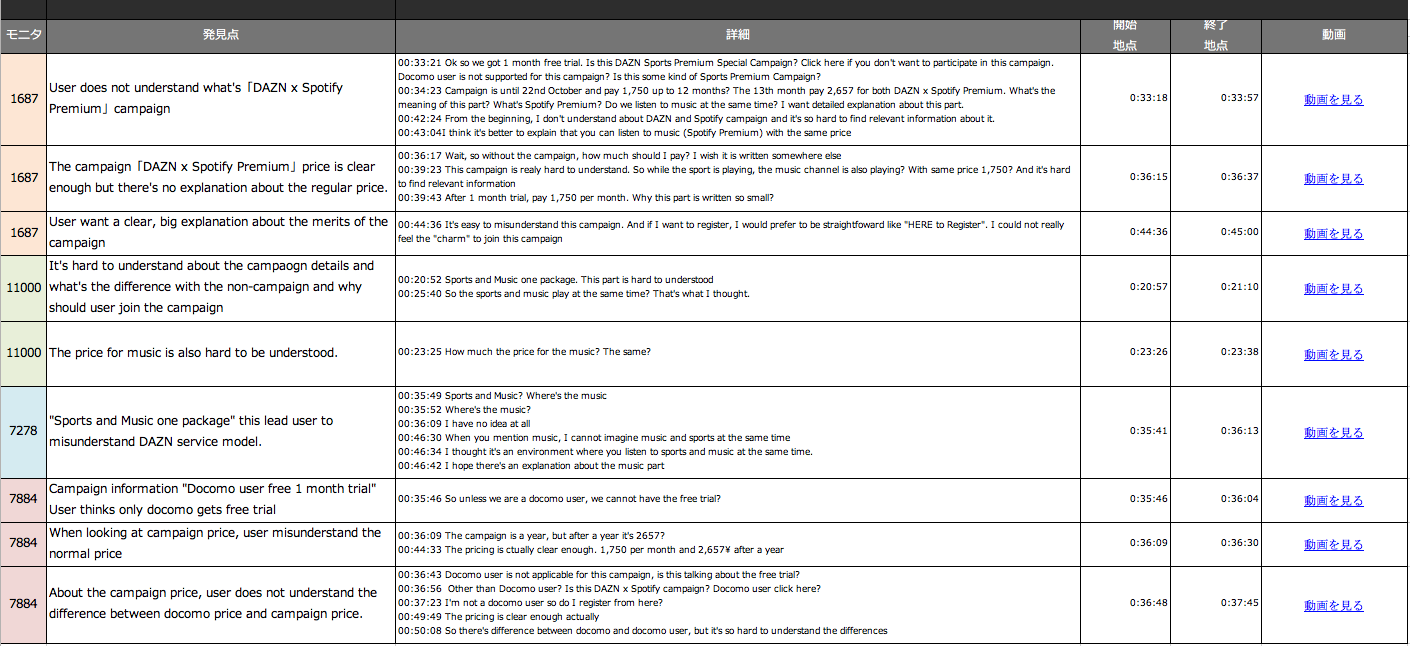 モニタ 発見点 詳細 開始 終了 動画
地点 地点
1687
User does not understand what's「DAZN x Spotify
Premium」campaign
00:33:21 Ok so we got 1 month free trial. Is this DAZN Sports Premium Special Campaign? Click here if you don't want to participate in this campaign.
Docomo user is not supported for this campaign? Is this some kind of Sports Premium Campaign?
00:34:23 Campaign is until 22nd October and pay 1,750 up to 12 months? The 13th month pay 2,657 for both DAZN x Spotify Premium. What's the
meaning of this part? What's Spotify Premium? Do we listen to music at the same time? I want detailed explanation about this part.
00:42:24 From the beginning, I don't understand about DAZN and Spotify campaign and it's so hard to find relevant information about it.
00:43:04I think it's better to explain that you can listen to music (Spotify Premium) with the same price
0:33:18
0:33:57
動画を見る
1687
The campaign「DAZN x Spotify Premium」price is clear
enough but there's no explanation about the regular price.
00:36:17 Wait, so without the campaign, how much should I pay? I wish it is written somewhere else
00:39:23 This campaign is realy hard to understand. So while the sport is playing, the music channel is also playing? With same price 1,750? And it's hard
to find relevant information
00:39:43 After 1 month trial, pay 1,750 per month. Why this part is written so small?
0:36:15
0:36:37
動画を見る
1687
User want a clear, big explanation about the merits of the
campaign
00:44:36 It's easy to misunderstand this campaign. And if I want to register, I would prefer to be straightfoward like "HERE to Register". I could not really
feel the "charm" to join this campaign
0:44:36
0:45:00
動画を見る
11000
It's hard to understand about the campaogn details and
what's the difference with the non-campaign and why
should user join the campaign
00:20:52 Sports and Music one package. This part is hard to understood
00:25:40 So the sports and music play at the same time? That's what I thought.
0:20:57
0:21:10
動画を見る
11000
The price for music is also hard to be understood.
00:23:25 How much the price for the music? The same?
0:23:26
0:23:38
動画を見る
7278
"Sports and Music one package" this lead user to
misunderstand DAZN service model.
00:35:49 Sports and Music? Where's the music
00:35:52 Where's the music?
00:36:09 I have no idea at all
00:46:30 When you mention music, I cannot imagine music and sports at the same time
00:46:34 I thought it's an environment where you listen to sports and music at the same time.
00:46:42 I hope there's an explanation about the music part
0:35:41
0:36:13
動画を見る
7884
Campaign information "Docomo user free 1 month trial"
User thinks only docomo gets free trial
00:35:46 So unless we are a docomo user, we cannot have the free trial?
0:35:46
0:36:04
動画を見る
7884
When looking at campaign price, user misunderstand the
normal price
00:36:09 The campaign is a year, but after a year it's 2657?
00:44:33 The pricing is ctually clear enough. 1,750 per month and 2,657¥ after a year
0:36:09
0:36:30
動画を見る
7884
About the campaign price, user does not understand the
difference between docomo price and campaign price.
00:36:43 Docomo user is not applicable for this campaign, is this talking about the free trial?
00:36:56 Other than Docomo user? Is this DAZN x Spotify campaign? Docomo user click here?
00:37:23 I'm not a docomo user so do I register from here?
00:49:49 The pricing is clear enough actually
00:50:08 So there's difference between docomo and docomo user, but it's so hard to understand the differences
0:36:48
0:37:45
動画を見る